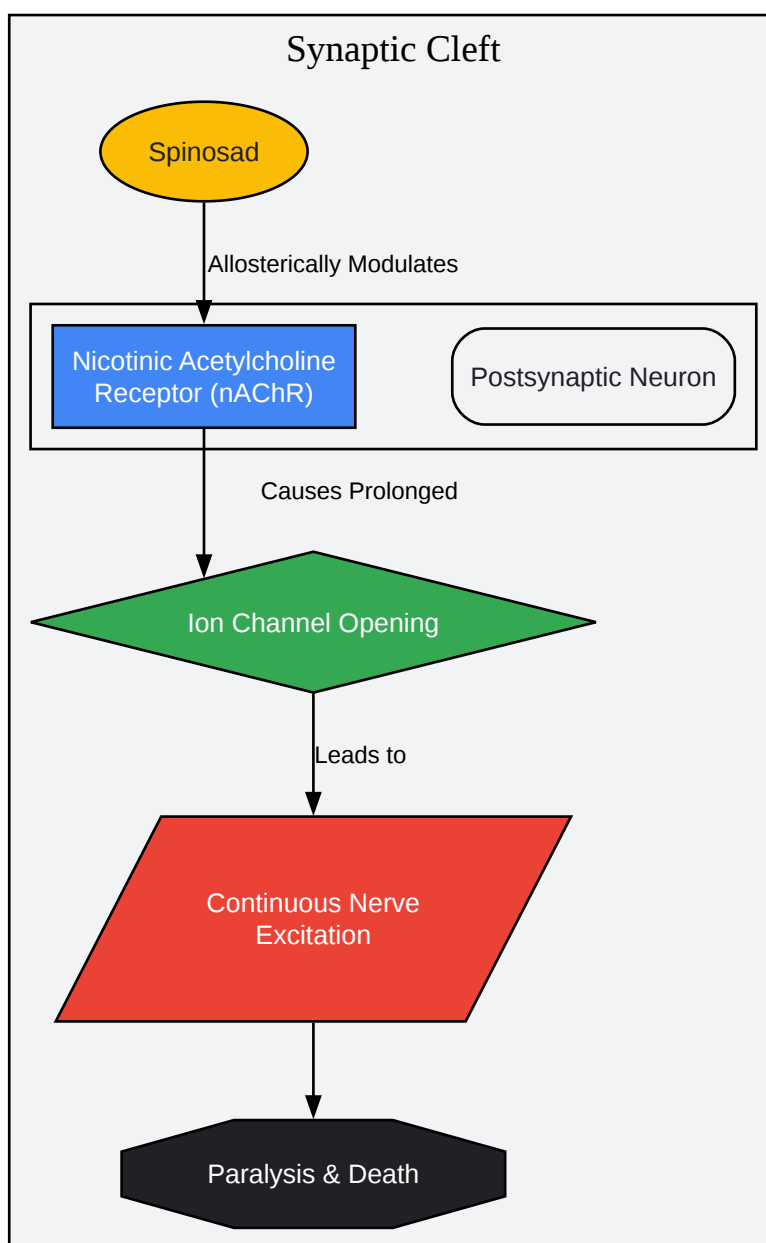 Synaptic Cleft
Spinosad
Allosterically Modulates
Nicotinic Acetylcholine
Receptor (nAChR)
Postsynaptic Neuron
Causes Prolonged
Ion Channel Opening
Leads to
Continuous Nerve
Excitation
Paralysis & Death